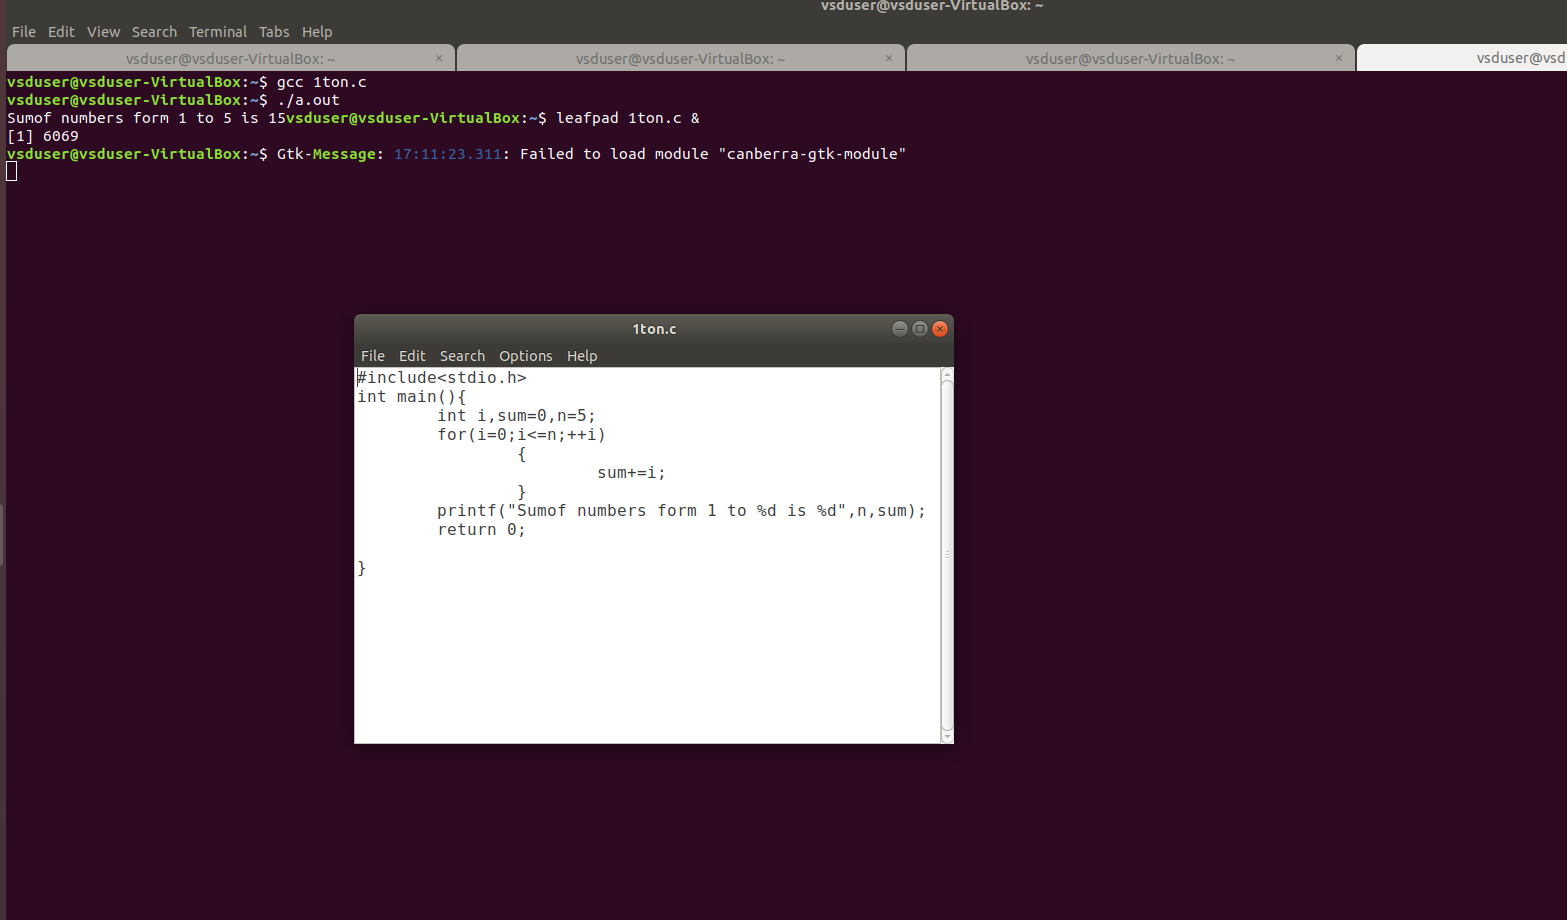 vsduser@vsduser-VirtualBox: ~
File Edit View Search Terminal Tabs Help
vsduser@vsduser-VirtualBox: ~ × vsduser@vsduser-VirtualBox: ~ × vsduser@vsduser-VirtualBox: ~ × vsduser@vsd
vsduser@vsduser-VirtualBox:~$ gcc 1ton.c
vsduser@vsduser-VirtualBox:~$ ./a.out
Sumof numbers form 1 to 5 is 15vsduser@vsduser-VirtualBox:~$ leafpad 1ton.c &
[1] 6069
vsduser@vsduser-VirtualBox:~$ Gtk-Message: 17:11:23.311: Failed to load module "canberra-gtk-module"
1ton.c
File Edit Search Options Help
#include<stdio.h>
int main(){
int i,sum=0,n=5;
for(i=0;i<=n;++i)
{
sum+=i;
}
printf("Sumof numbers form 1 to %d is %d",n,sum);
return 0;
}